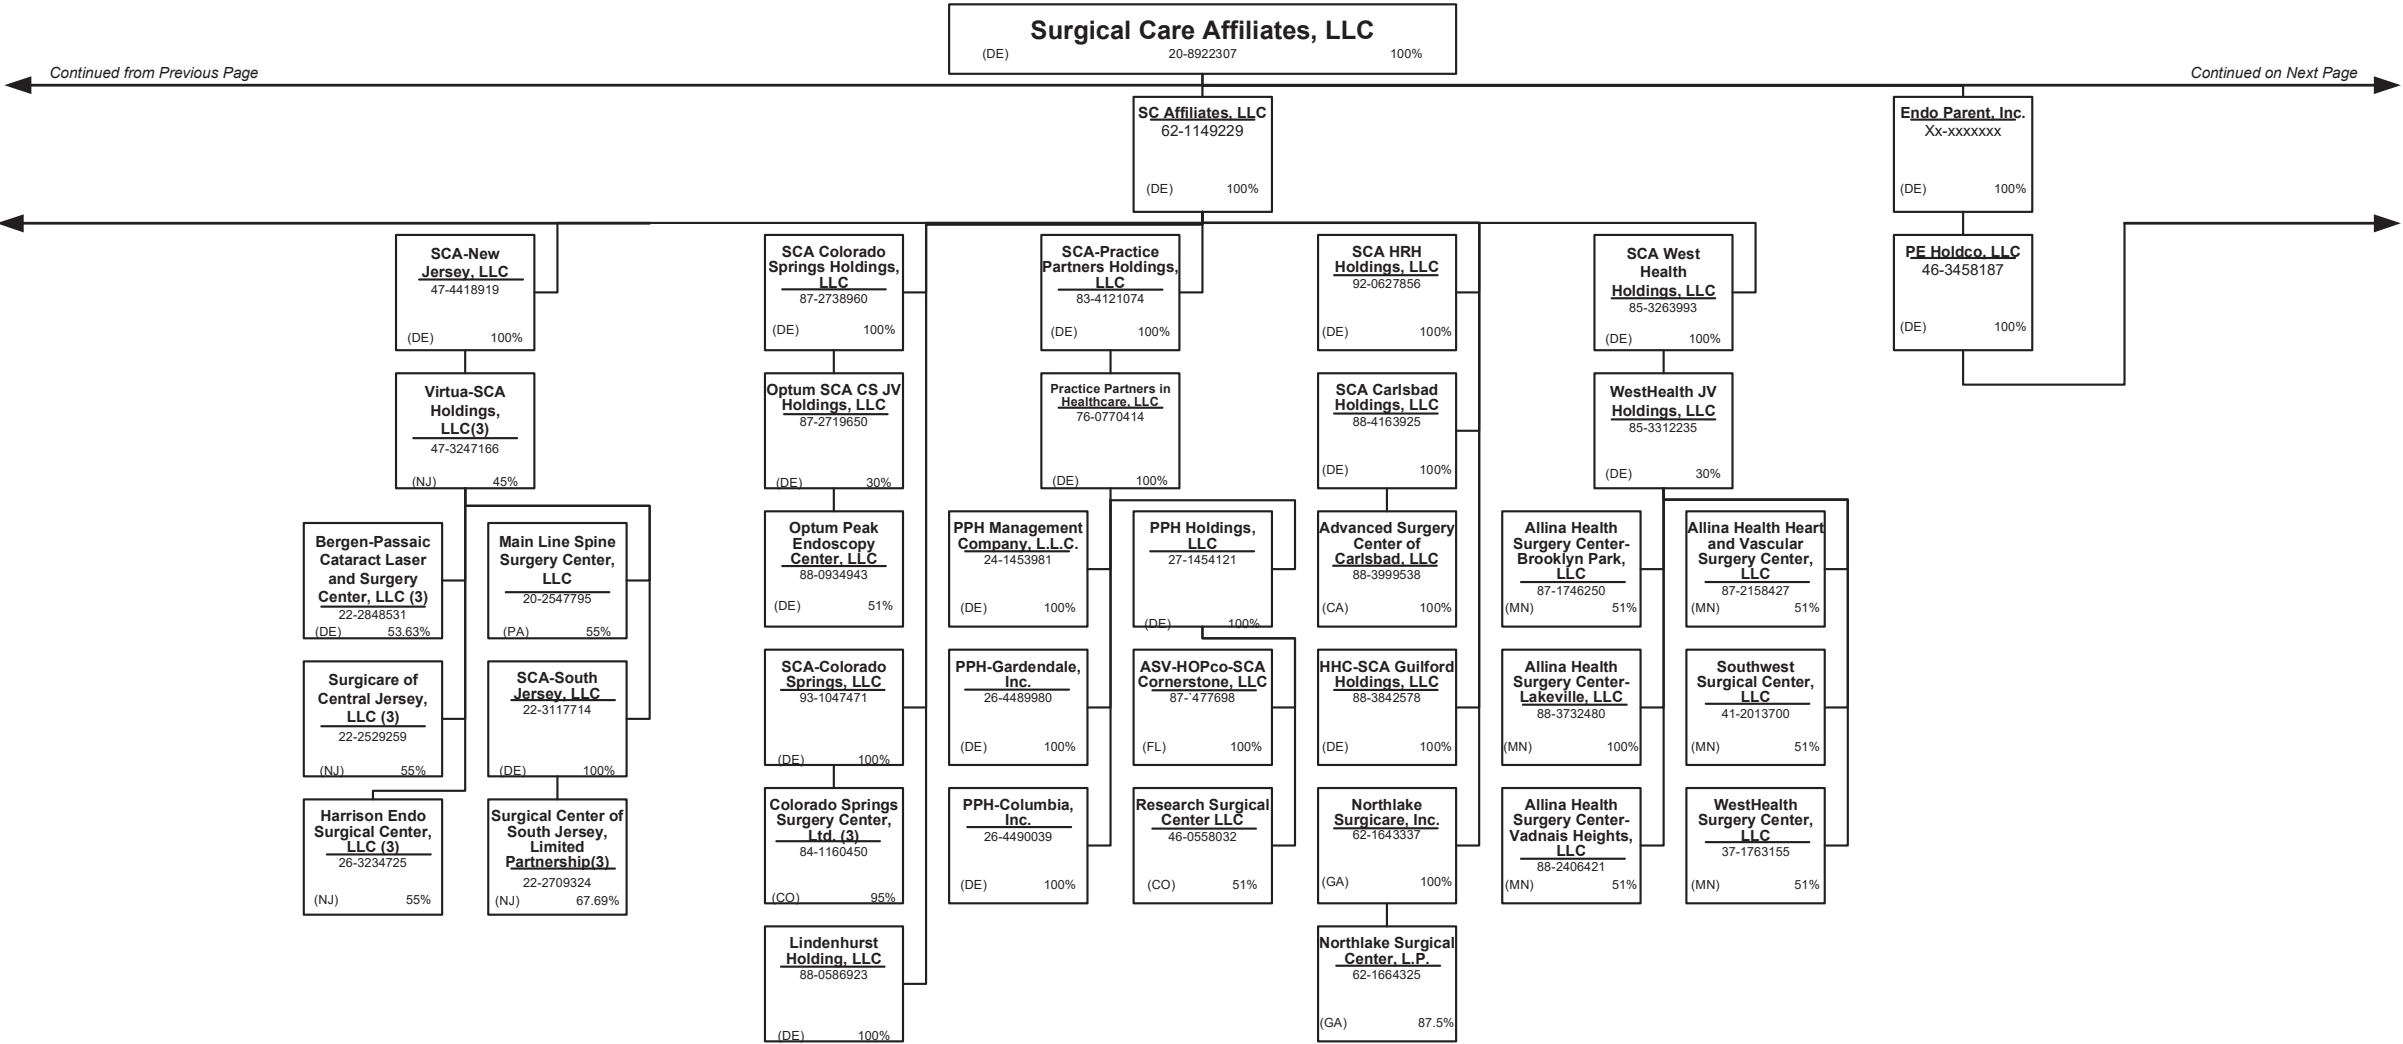 Surgical Care Affiliates, LLC
(DE) 20-8922307 100%
Continued from Previous Page
Continued on Next Page
SC Affiliates, LLC
62-1149229
(DE) 100%
Endo Parent, Inc.
Xx-xxxxxxx
(DE) 100%
SCA-New
Jersey, LLC
47-4418919
(DE) 100%
SCA Colorado
Springs Holdings,
LLC
87-2738960
(DE) 100%
SCA-Practice
Partners Holdings,
LLC
83-4121074
(DE) 100%
SCA HRH
Holdings, LLC
92-0627856
(DE) 100%
SCA West
Health
Holdings, LLC
85-3263993
(DE) 100%
PE Holdco, LLC
46-3458187
(DE) 100%
Virtua-SCA
Holdings,
LLC(3)
47-3247166
(NJ) 45%
Optum SCA CS JV
Holdings, LLC
87-2719650
(DE) 30%
Practice Partners in
Healthcare, LLC
76-0770414
(DE) 100%
SCA Carlsbad
Holdings, LLC
88-4163925
(DE) 100%
WestHealth JV
Holdings, LLC
85-3312235
(DE) 30%
Bergen-Passaic
Cataract Laser
and Surgery
Center, LLC (3)
22-2848531
(DE) 53.63%
Main Line Spine
Surgery Center,
LLC
20-2547795
(PA) 55%
Optum Peak
Endoscopy
Center, LLC
88-0934943
(DE) 51%
PPH Management
Company, L.L.C.
24-1453981
(DE) 100%
PPH Holdings,
LLC
27-1454121
(DE) 100%
Advanced Surgery
Center of
Carlsbad, LLC
88-3999538
(CA) 100%
Allina Health
Surgery Center-
Brooklyn Park,
LLC
87-1746250
(MN) 51%
Allina Health Heart
and Vascular
Surgery Center,
LLC
87-2158427
(MN) 51%
Surgicare of
Central Jersey,
LLC (3)
22-2529259
(NJ) 55%
SCA-South
Jersey, LLC
22-3117714
(DE) 100%
SCA-Colorado
Springs, LLC
93-1047471
(DE) 100%
PPH-Gardendale,
Inc.
26-4489980
(DE) 100%
ASV-HOPco-SCA
Cornerstone, LLC
87-`477698
(FL) 100%
HHC-SCA Guilford
Holdings, LLC
88-3842578
(DE) 100%
Allina Health
Surgery Center-
Lakeville, LLC
88-3732480
(MN) 100%
Southwest
Surgical Center,
LLC
41-2013700
(MN) 51%
Harrison Endo
Surgical Center,
LLC (3)
26-3234725
(NJ) 55%
Surgical Center of
South Jersey,
Limited
Partnership(3)
22-2709324
(NJ) 67.69%
Colorado Springs
Surgery Center,
Ltd. (3)
84-1160450
(CO) 95%
PPH-Columbia,
Inc.
26-4490039
(DE) 100%
Research Surgical
Center LLC
46-0558032
(CO) 51%
Northlake
Surgicare, Inc.
62-1643337
(GA) 100%
Allina Health
Surgery Center-
Vadnais Heights,
LLC
88-2406421
(MN) 51%
WestHealth
Surgery Center,
LLC
37-1763155
(MN) 51%
Lindenhurst
Holding, LLC
88-0586923
(DE) 100%
Northlake Surgical
Center, L.P.
62-1664325
(GA) 87.5%